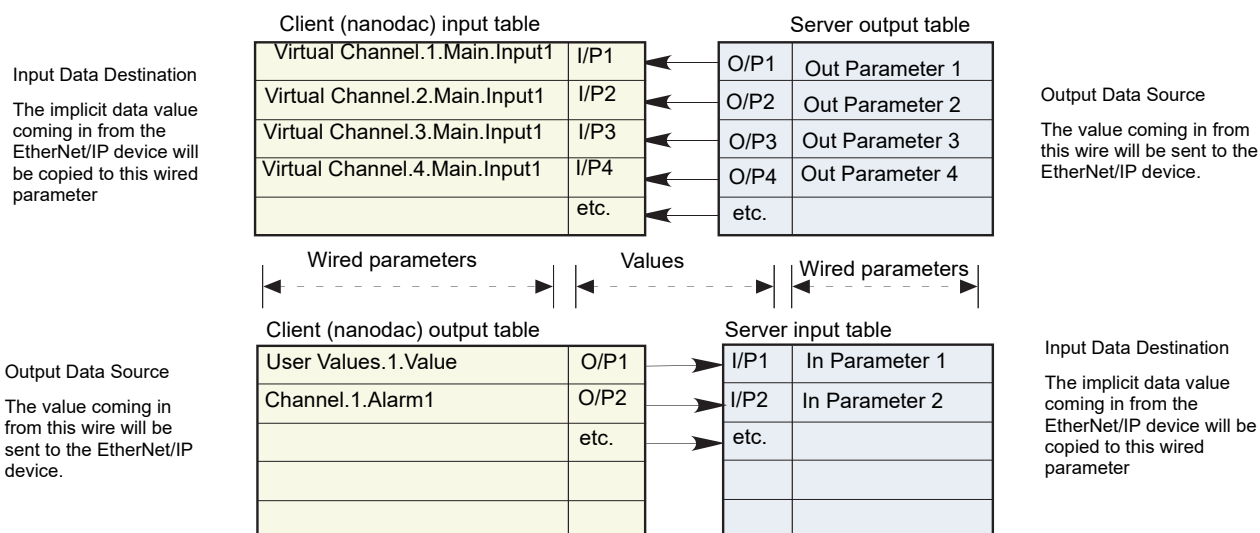 Client (nanodac) input table
Server output table
Input Data Destination
The implicit data value
coming in from the
EtherNet/IP device will
be copied to this wired
parameter
Virtual Channel.1.Main.Input1 I/P1
Virtual Channel.2.Main.Input1 I/P2
Virtual Channel.3.Main.Input1 I/P3
Virtual Channel.4.Main.Input1 I/P4
etc.
O/P1 Out Parameter 1
O/P2 Out Parameter 2
O/P3 Out Parameter 3
O/P4 Out Parameter 4
etc.
Output Data Source
The value coming in from
this wire will be sent to the
EtherNet/IP device.
Wired parameters
Values
Wired parameters
Client (nanodac) output table
Server input table
Output Data Source
The value coming in
from this wire will be
sent to the EtherNet/IP
device.
User Values.1.Value O/P1
Channel.1.Alarm1 O/P2
etc.
I/P1 In Parameter 1
I/P2 In Parameter 2
etc.
Input Data Destination
The implicit data value
coming in from the
EtherNet/IP device will be
copied to this wired
parameter